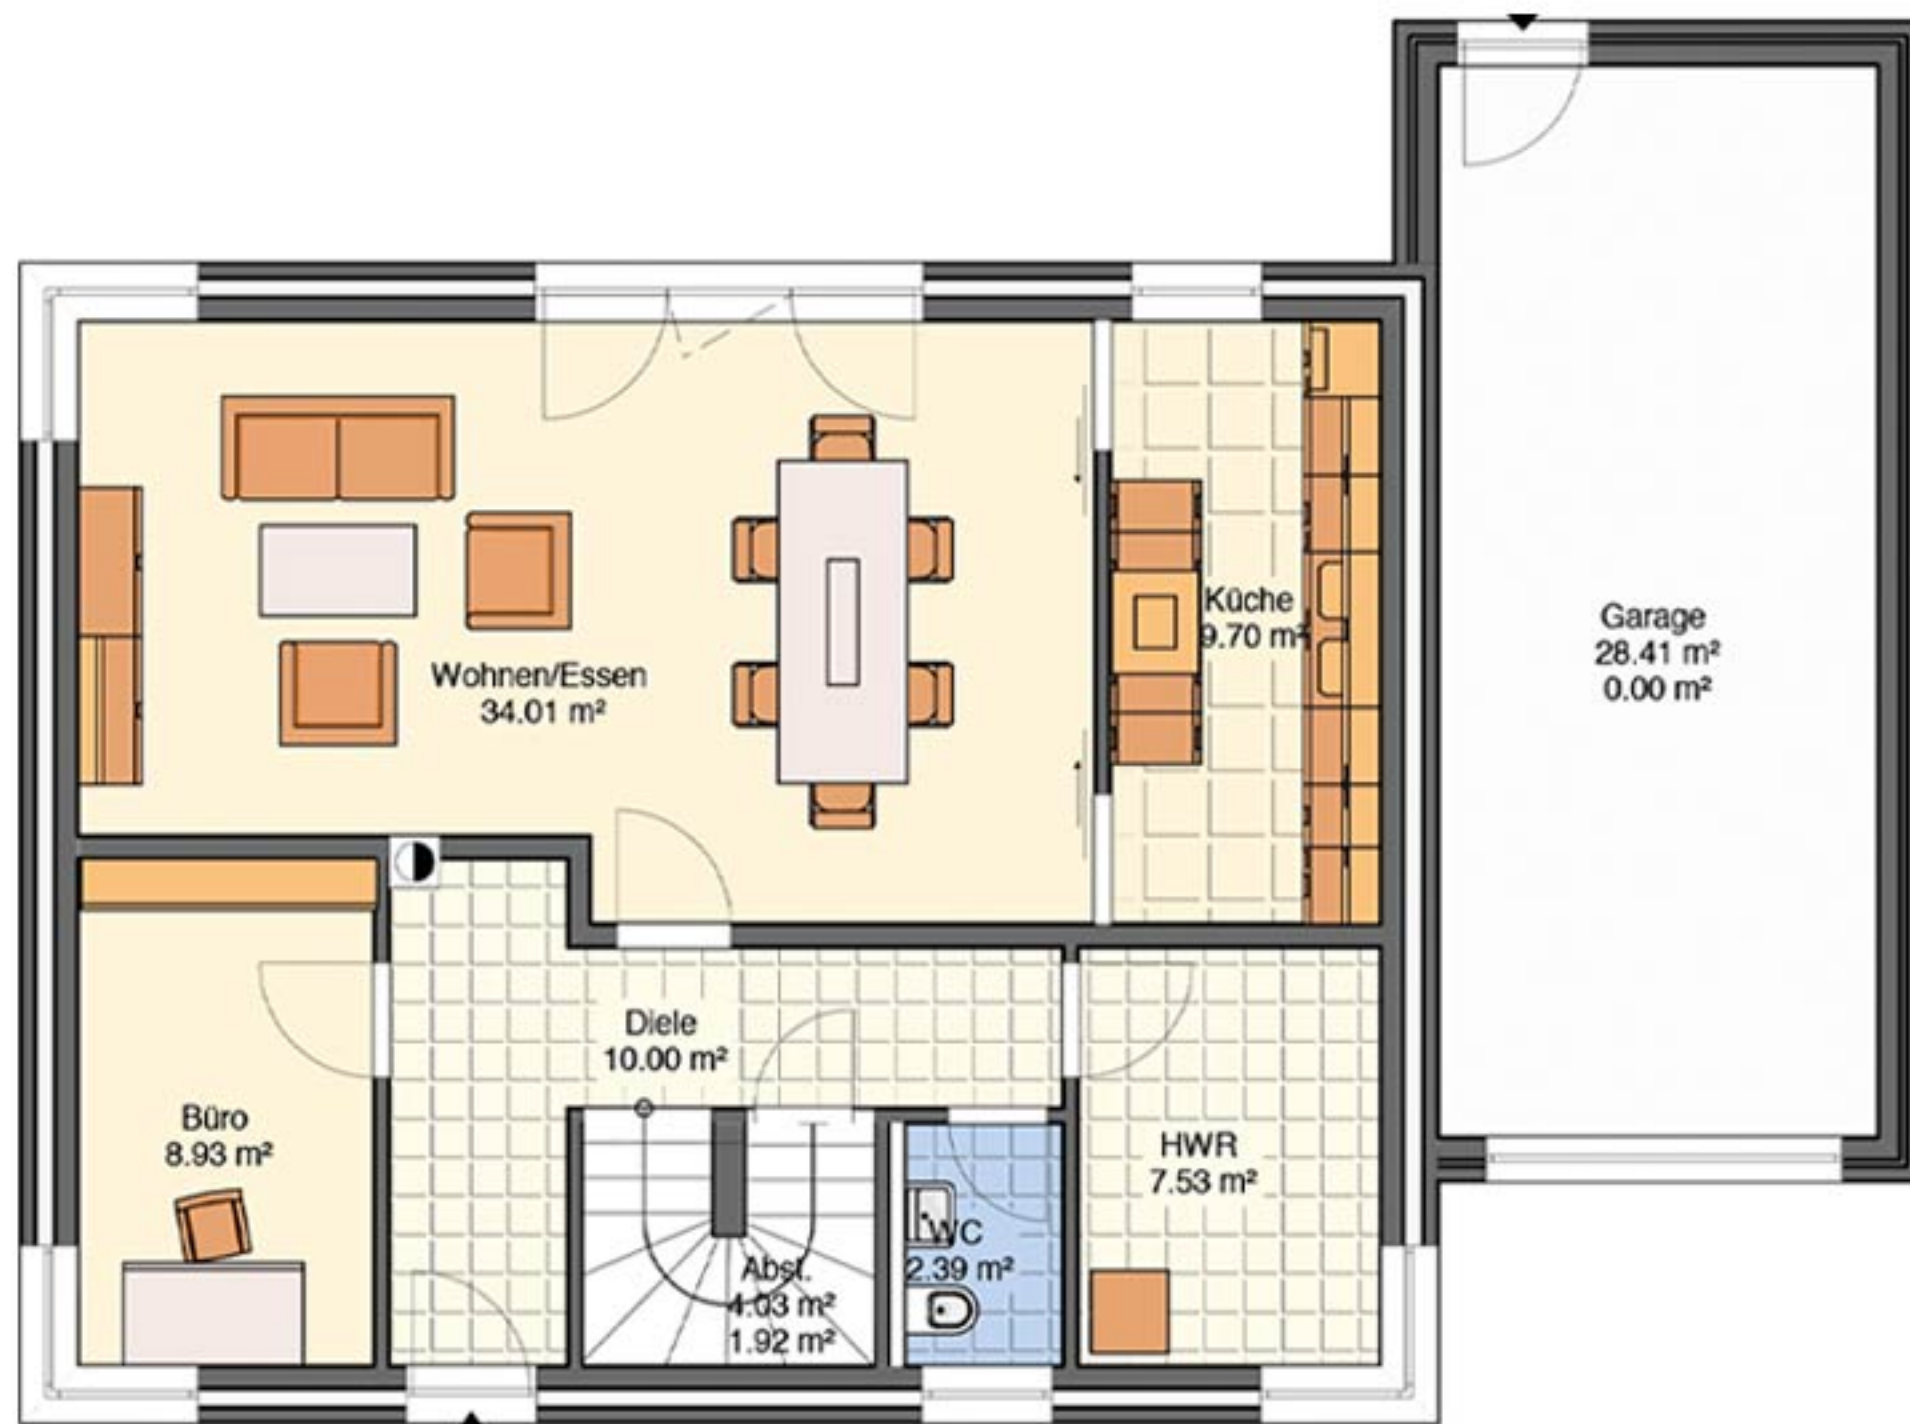 Küche
9.70 m²
Garage
28.41 m²
0.00 m²
Wohnen/Essen
34.01 m²
Diele
10.00 m²
Büro
8.93 m²
HWR
7.53 m²
WC
2.39 m²
Abst.
4.03 m²
1.92 m²